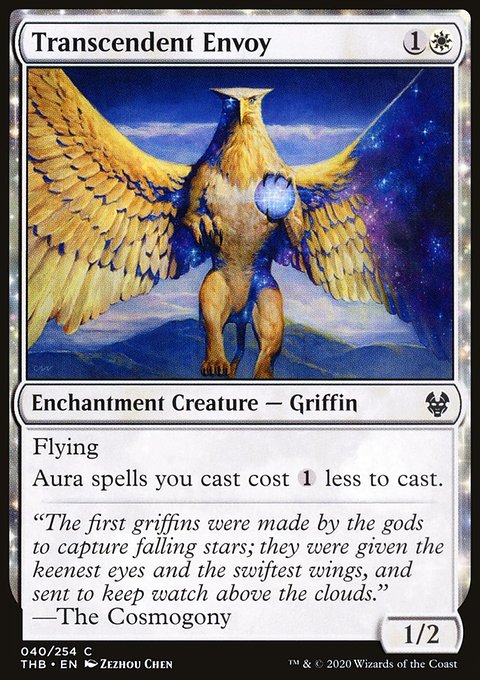 Transcendent Envoy 1
Enchantment Creature — Griffin
Flying
Aura spells you cast cost 1 less to cast.
“The first griffins were made by the gods
to capture falling stars; they were given the
keenest eyes and the swiftest wings, and
sent to keep watch above the clouds.”
—The Cosmogony
1/2
040/254 C
THB • EN Zezhou Chen
™ & © 2020 Wizards of the Coast